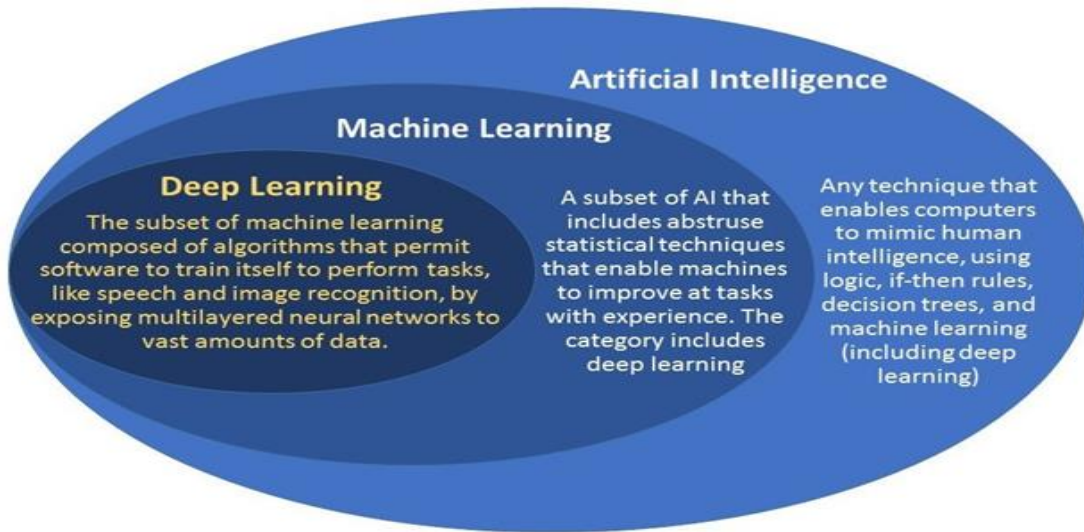 Artificial Intelligence
Machine Learning
Deep Learning
The subset of machine learning
composed of algorithms that permit
software to train itself to perform tasks,
like speech and image recognition, by
exposing multilayered neural networks to
vast amounts of data.
A subset of AI that
includes abstruse
statistical techniques
that enable machines
to improve at tasks
with experience. The
category includes
deep learning
Any technique that
enables computers
to mimic human
intelligence, using
logic, if-then rules,
decision trees, and
machine learning
(including deep
learning)